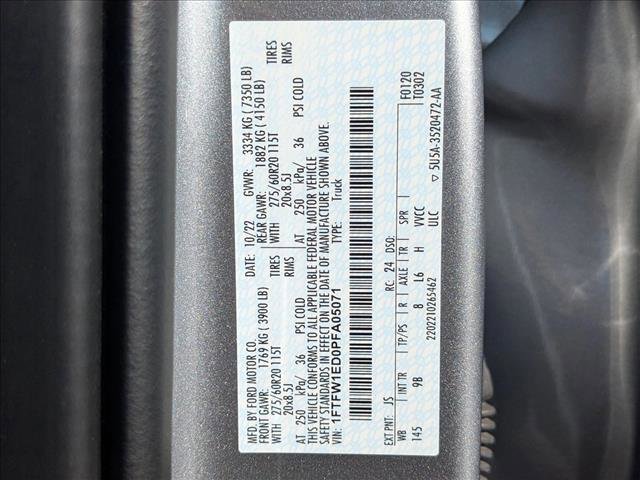 MFD. BY FORD MOTOR CO. DATE: 10/22 GVWR: 3334 KG ( 7350 LB)
FRONT GAWR: 1769 KG ( 3900 LB) REAR GAWR: 1882 KG ( 4150 LB)
WITH 275/60R20 115T TIRES WITH 275/60R20 115T TIRES
20x8.5J RIMS 20x8.5J RIMS
AT 250 kPa/ 36 PSI COLD AT 250 kPa/ 36 PSI COLD
THIS VEHICLE CONFORMS TO ALL APPLICABLE FEDERAL MOTOR VEHICLE
SAFETY STANDARDS IN EFFECT ON THE DATE OF MANUFACTURE SHOWN ABOVE.
VIN: 1FTFW1ED0PFA05071 TYPE: Truck
F0120
EXT PNT: JS RC: 24 DSO: T0302
WB INT TR TP/PS R AXLE TR SPR
145 9B 8 L6 H VVCC
ULC ▽ 5U5A-3520472-AA
2202210265462